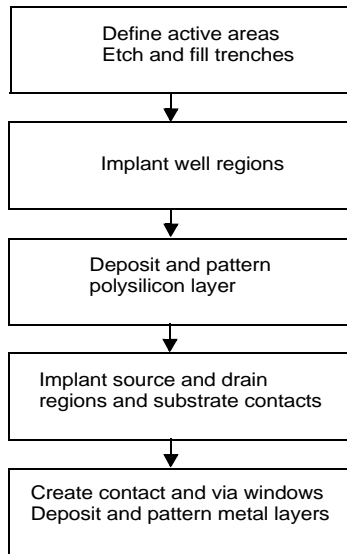 Define active areas
Etch and fill trenches
Implant well regions
Deposit and pattern
polysilicon layer
Implant source and drain
regions and substrate contacts
Create contact and via windows
Deposit and pattern metal layers